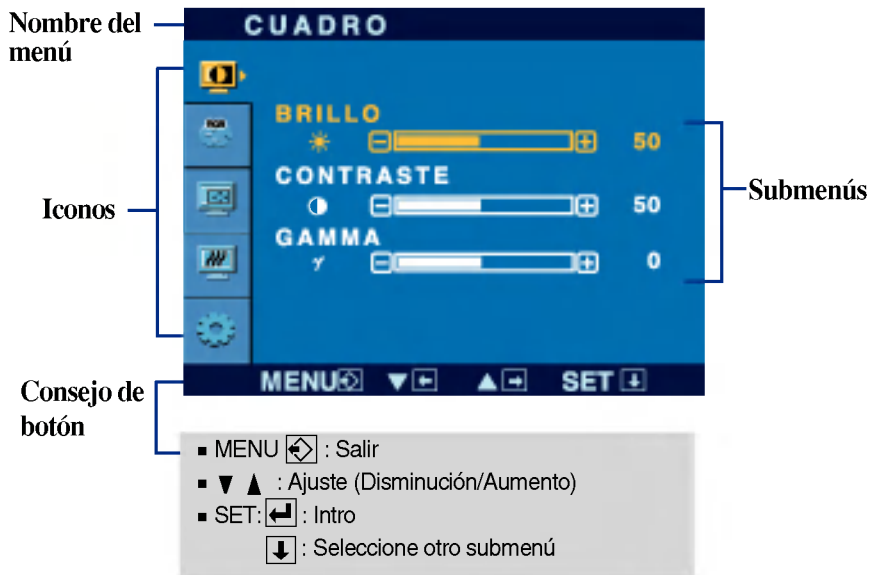 Nombre del
menú
CUADRO
RGB
BRILLO
50
CONTRASTE
50
GAMMA
γ
0
Iconos
Submenús
MENU ▼ ▲ SET
Consejo de
botón
▪ MENU : Salir
▪ ▼ ▲ : Ajuste (Disminución/Aumento)
▪ SET: : Intro
: Seleccione otro submenú